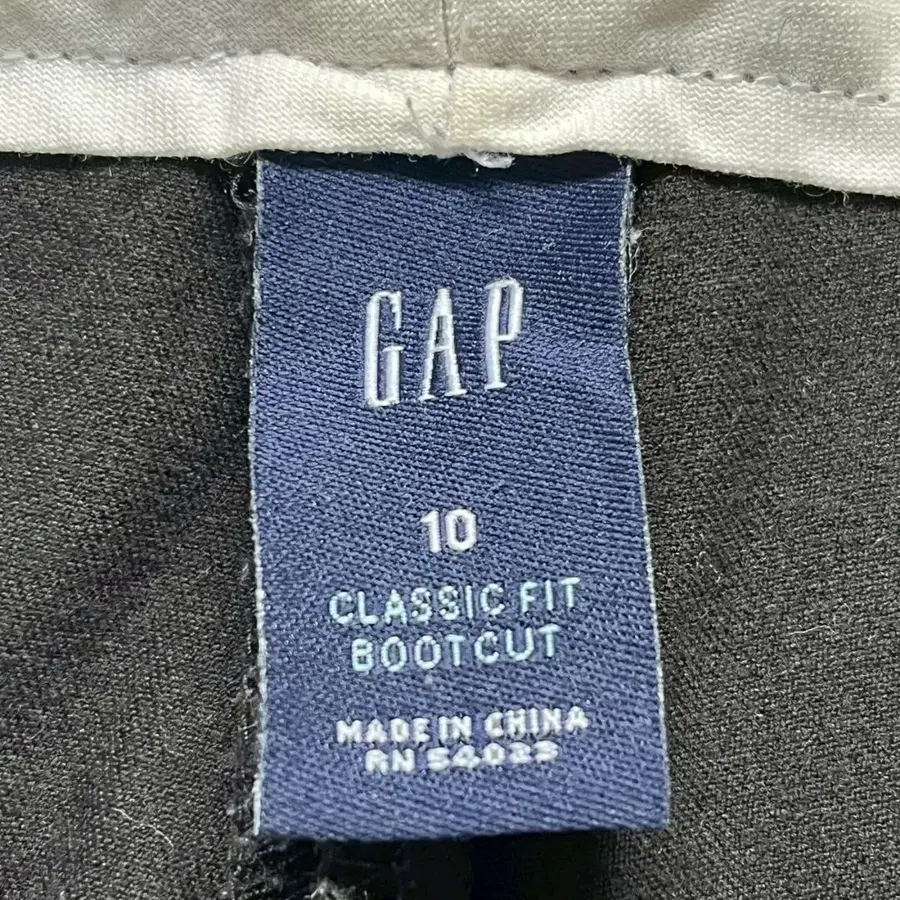 GAP
10
CLASSIC FIT
BOOTCUT
MADE IN CHINA
RN 54023